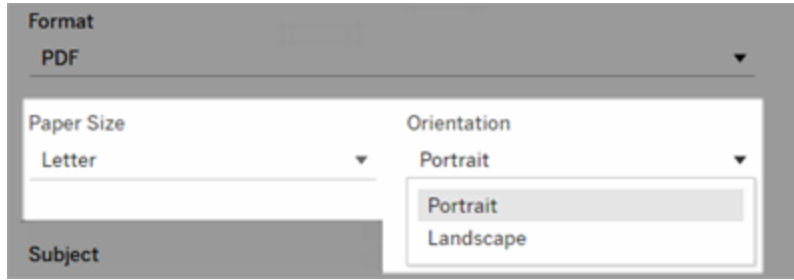 Format
PDF
Paper Size
Letter
Orientation
Portrait
Portrait
Landscape
Subject